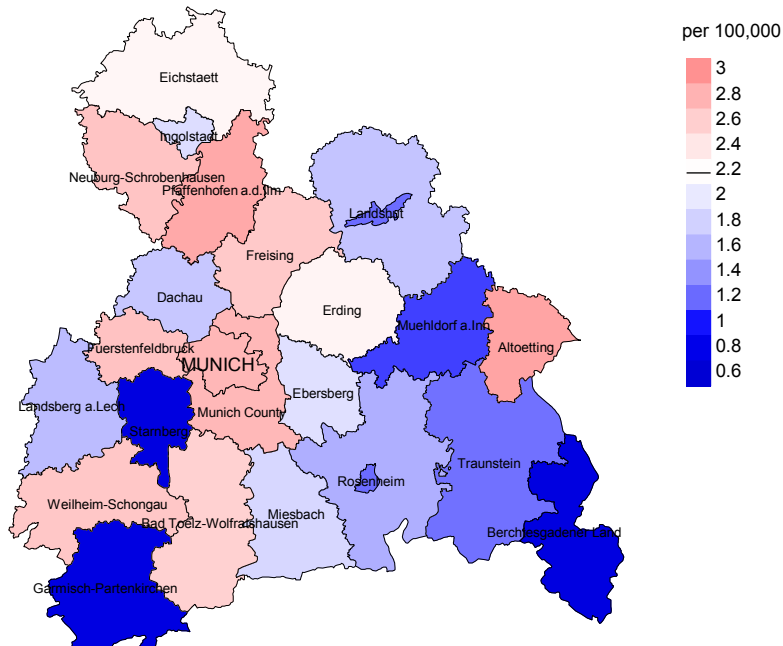 per 100,000
3
2.8
2.6
2.4
2.2
2
1.8
1.6
1.4
1.2
1
0.8
0.6
Eichstaett
Ingolstadt
Neuburg-Schrobenhausen
Pfaffenhofen a.d.Ilm
Landshut
Freising
Dachau
Erding
Muehldorf a.Inn
Altoetting
Fuerstenfeldbruck
MUNICH
Ebersberg
Landsberg a.Lech
Munich County
Starnberg
Traunstein
Rosenheim
Weilheim-Schongau
Miesbach
Bad Toelz-Wolfratshausen
Berchtesgadener Land
Garmisch-Partenkirchen